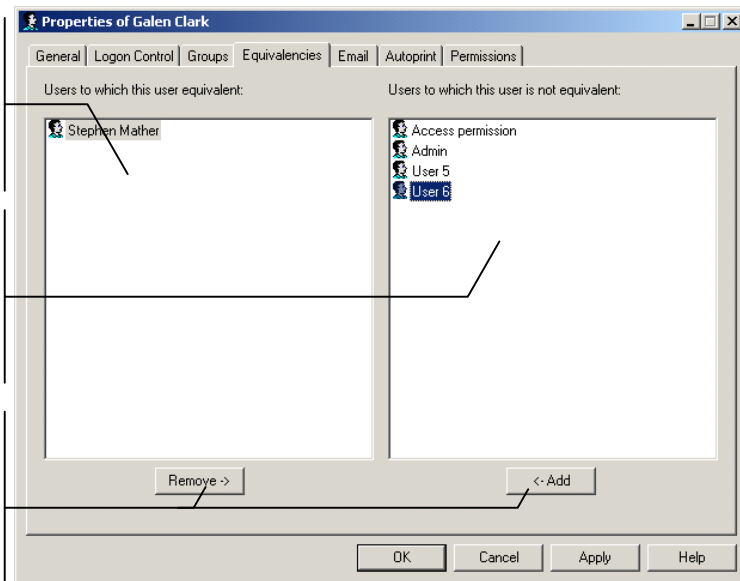 Properties of Galen Clark
General Logon Control Groups Equivalencies Email Autoprint Permissions
Users to which this user equivalent:
Users to which this user is not equivalent:
Stephen Mather
Access permission
Admin
User 5
User 6
Remove ->
<- Add
OK Cancel Apply Help